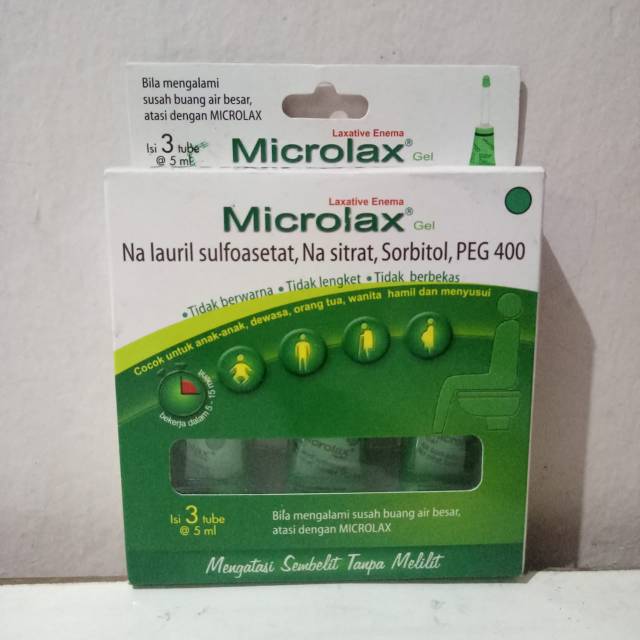 Bila mengalami
susah buang air besar,
atasi dengan MICROLAX
Isi 3 tube
@ 5 ml
Laxative Enema
Microlax® Gel
Laxative Enema
Microlax® Gel
Na lauril sulfoasetat, Na sitrat, Sorbitol, PEG 400
• Tidak berwarna • Tidak lengket • Tidak berbekas
Cocok untuk anak-anak, dewasa, orang tua, wanita hamil dan menyusui
bekerja dalam 5 - 15 menit
Microlax
Isi 3 tube
@ 5 ml
Bila mengalami susah buang air besar,
atasi dengan MICROLAX
Mengatasi Sembelit Tanpa Melilit